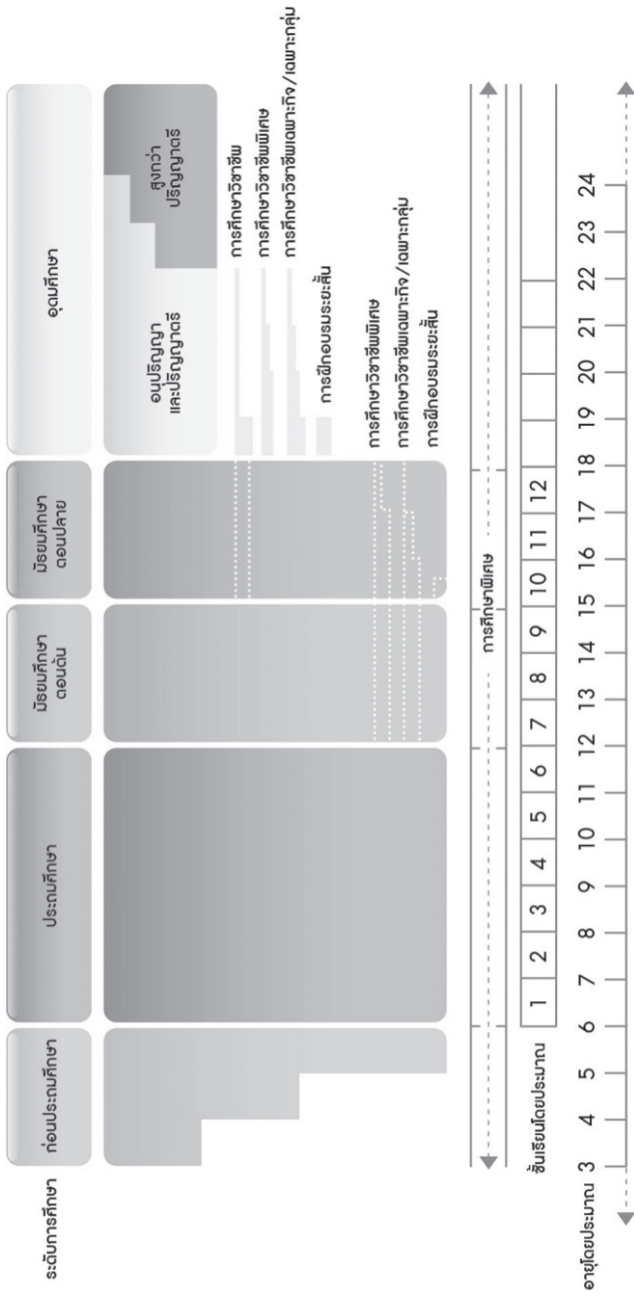 ระดับการศึกษา
ก่อนประถมศึกษา
ประถมศึกษา
มัธยมศึกษา
ตอนต้น
มัธยมศึกษา
ตอนปลาย
อุดมศึกษา
อนุปริญญา
และปริญญาตรี
สูงกว่า
ปริญญาตรี
การศึกษาวิชาชีพ
การศึกษาวิชาชีพพิเศษ
การศึกษาวิชาชีพเฉพาะกิจ/เฉพาะกลุ่ม
การฝึกอบรมระยะสั้น
การศึกษาวิชาชีพพิเศษ
การศึกษาวิชาชีพเฉพาะกิจ/เฉพาะกลุ่ม
การฝึกอบรมระยะสั้น
การศึกษาพิเศษ
ชั้นเรียนโดยประมาณ 1 2 3 4 5 6 7 8 9 10 11 12
อายุโดยประมาณ 3 4 5 6 7 8 9 10 11 12 13 14 15 16 17 18 19 20 21 22 23 24